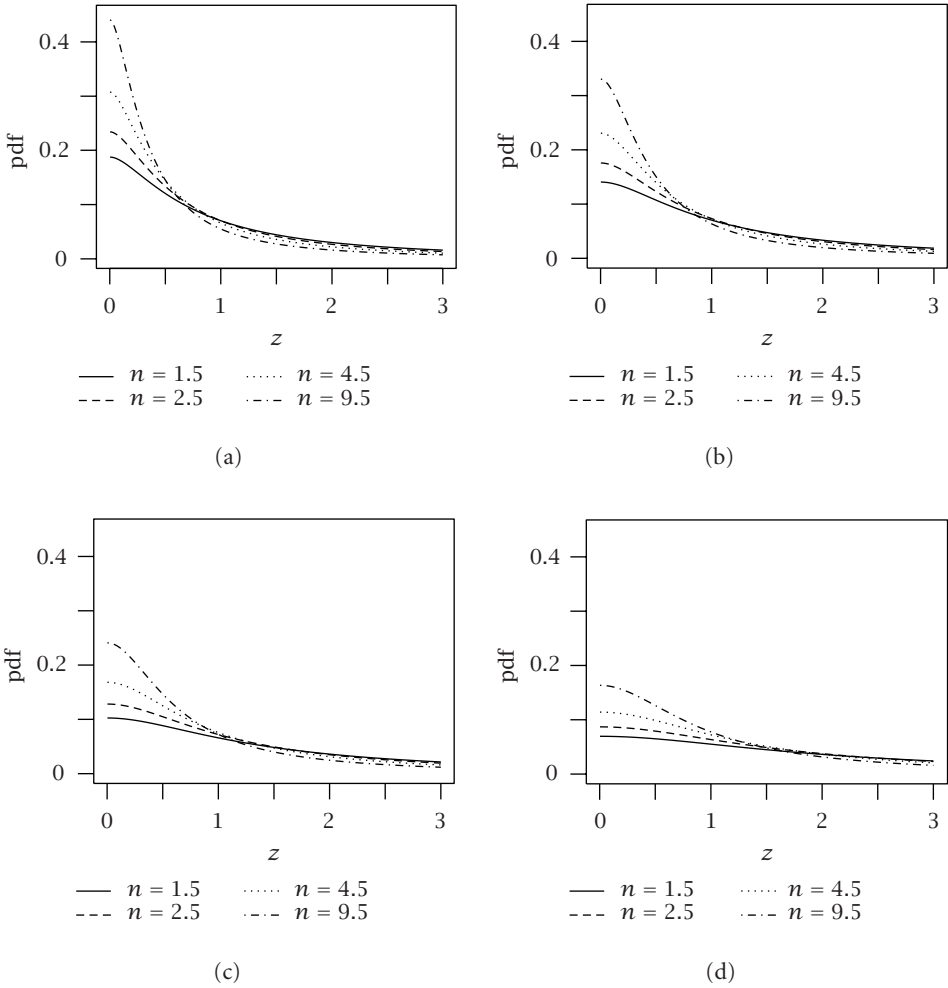 0.4
0.2
0
pdf
0 1 2 3
z
n = 1.5 n = 4.5
n = 2.5 n = 9.5
(a)
0.4
0.2
0
pdf
0 1 2 3
z
n = 1.5 n = 4.5
n = 2.5 n = 9.5
(b)
0.4
0.2
0
pdf
0 1 2 3
z
n = 1.5 n = 4.5
n = 2.5 n = 9.5
(c)
0.4
0.2
0
pdf
0 1 2 3
z
n = 1.5 n = 4.5
n = 2.5 n = 9.5
(d)